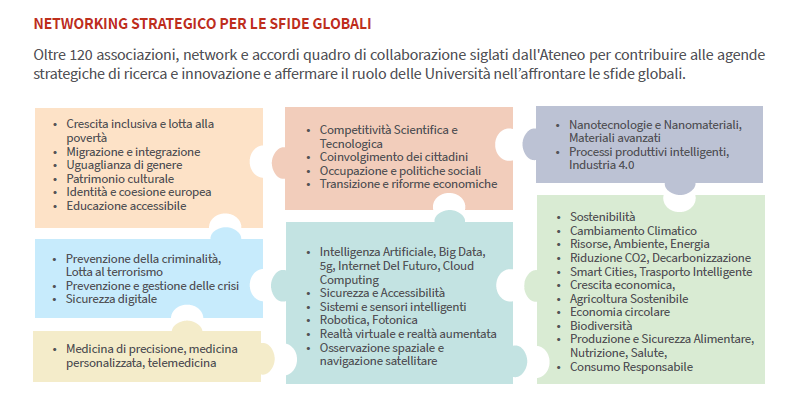 NETWORKING STRATEGICO PER LE SFIDE GLOBALI
Oltre 120 associazioni, network e accordi quadro di collaborazione siglati dall'Ateneo per contribuire alle agende
strategiche di ricerca e innovazione e affermare il ruolo delle Università nell'affrontare le sfide globali.
• Crescita inclusiva e lotta alla
povertà
• Migrazione e integrazione
• Uguaglianza di genere
• Patrimonio culturale
• Identità e coesione europea
• Educazione accessibile
• Competitività Scientifica e
Tecnologica
• Coinvolgimento dei cittadini
• Occupazione e politiche sociali
• Transizione e riforme economiche
• Nanotecnologie e Nanomateriali,
Materiali avanzati
• Processi produttivi intelligenti,
Industria 4.0
• Prevenzione della criminalità,
Lotta al terrorismo
• Prevenzione e gestione delle crisi
• Sicurezza digitale
• Intelligenza Artificiale, Big Data,
5g, Internet Del Futuro, Cloud
Computing
• Sicurezza e Accessibilità
• Sistemi e sensori intelligenti
• Robotica, Fotonica
• Realtà virtuale e realtà aumentata
• Osservazione spaziale e
navigazione satellitare
• Sostenibilità
• Cambiamento Climatico
• Risorse, Ambiente, Energia
• Riduzione CO2, Decarbonizzazione
• Smart Cities, Trasporto Intelligente
• Crescita economica,
• Agricoltura Sostenibile
• Economia circolare
• Biodiversità
• Produzione e Sicurezza Alimentare,
Nutrizione, Salute,
• Consumo Responsabile
• Medicina di precisione, medicina
personalizzata, telemedicina